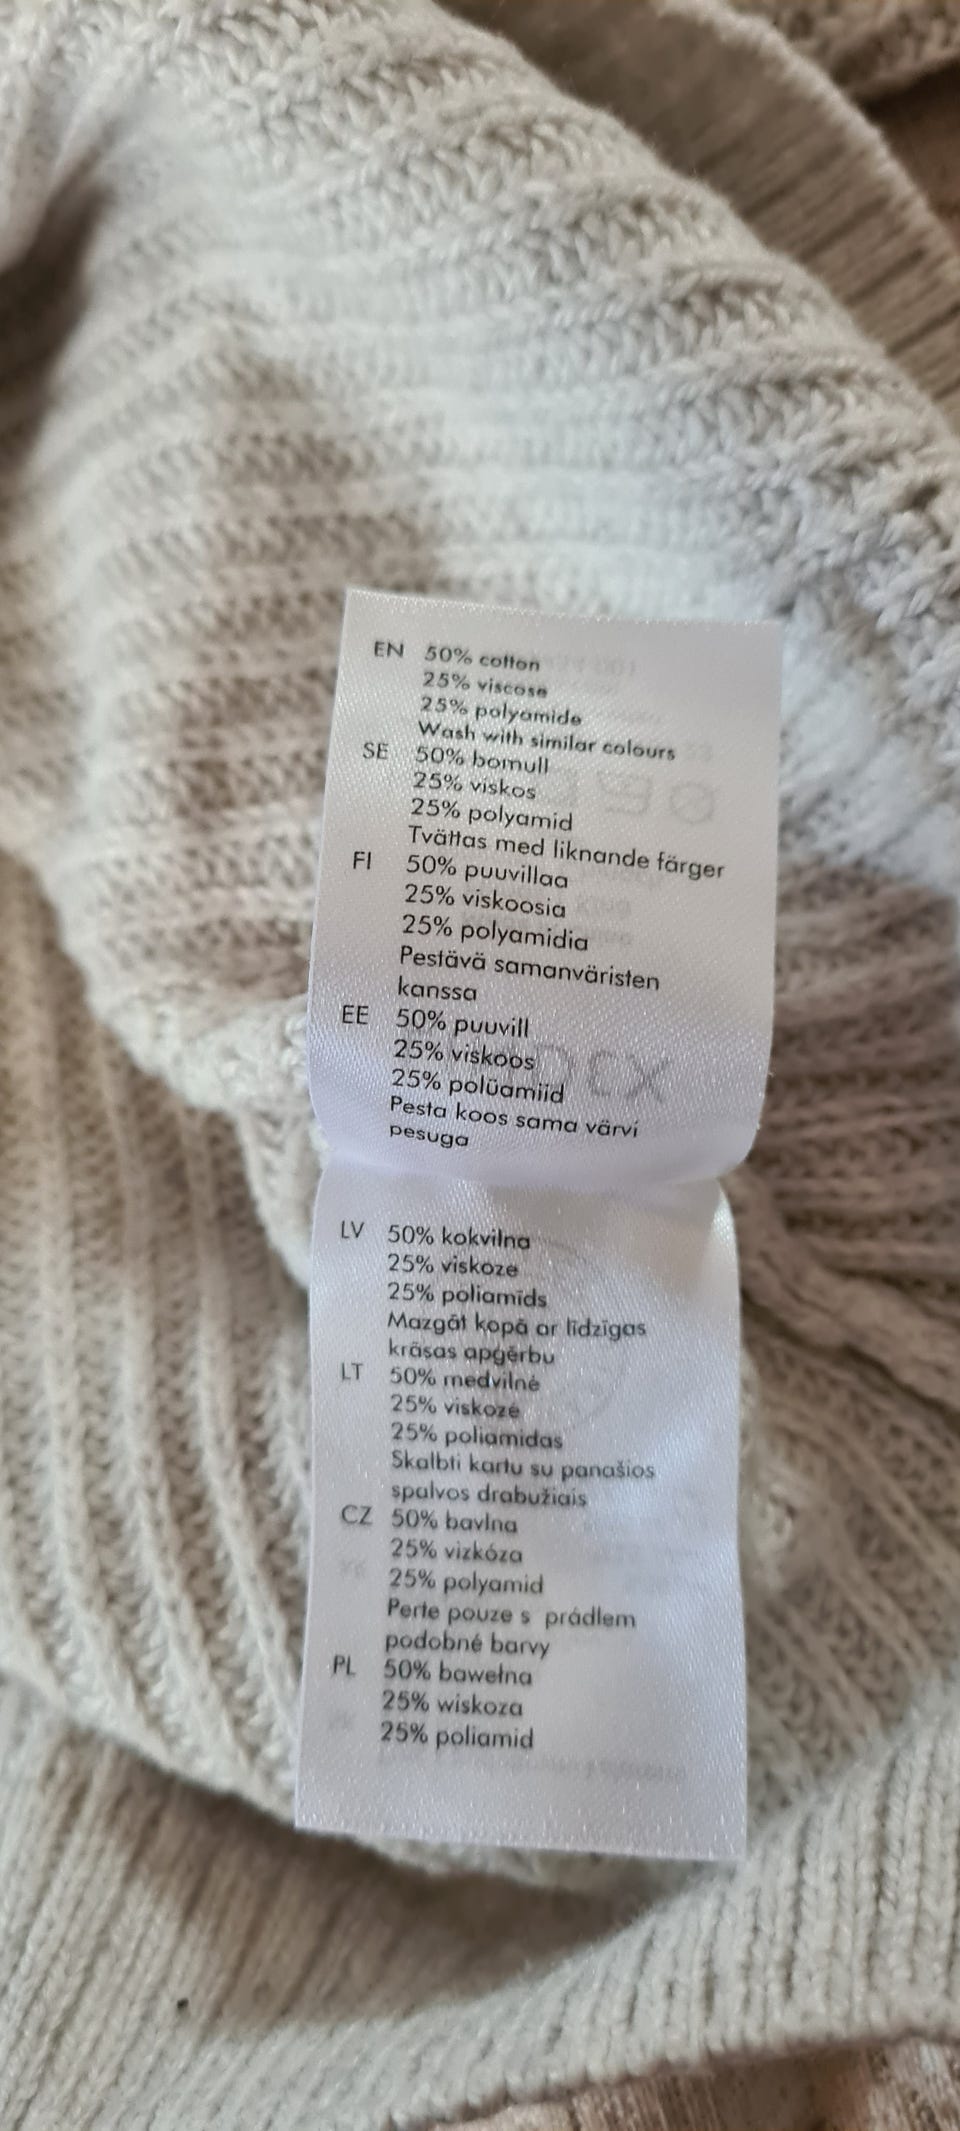 EN 50% cotton
25% viscose
25% polyamide
Wash with similar colours
SE 50% bomull
25% viskos
25% polyamid
Tvättas med liknande färger
FI 50% puuvillaa
25% viskoosia
25% polyamidia
Pestävä samanväristen
kanssa
EE 50% puuvill
25% viskoos
25% polüamiid
Pesta koos sama värvi
pesuga
LV 50% kokvilna
25% viskoze
25% poliamīds
Mazgāt kopā ar līdzīgas
krāsas apģērbu
LT 50% medvilnė
25% viskozė
25% poliamidas
Skalbti kartu su panašios
spalvos drabužiais
CZ 50% bavlna
25% vizkóza
25% polyamid
Perte pouze s prádlem
podobné barvy
PL 50% bawełna
25% wiskoza
25% poliamid